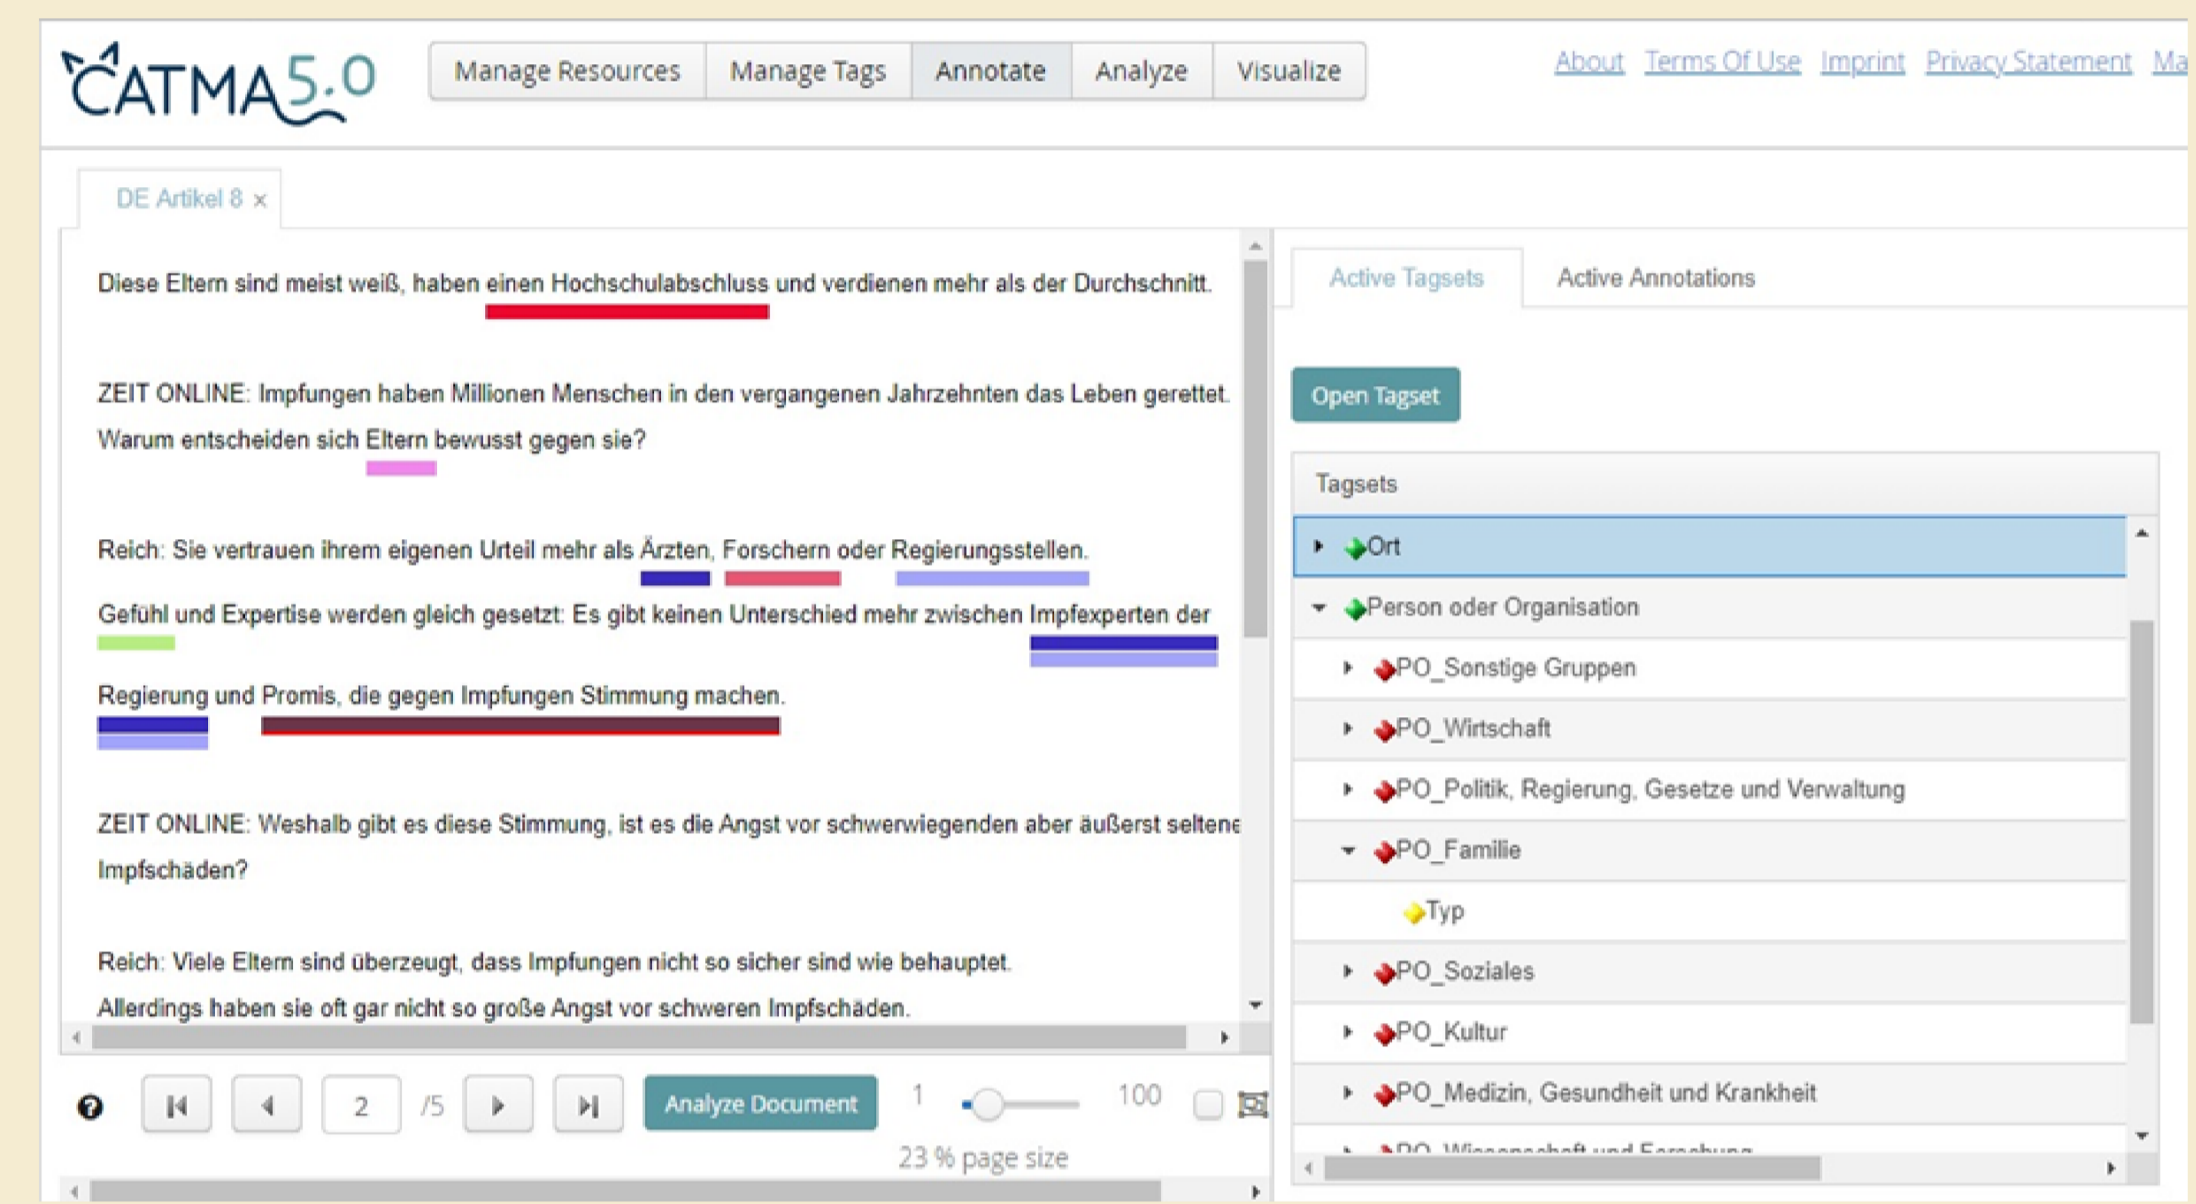 CATMA 5.0
Manage Resources Manage Tags Annotate Analyze Visualize
About Terms Of Use Imprint Privacy Statement Ma
DE Artikel 8 ×
Diese Eltern sind meist weiß, haben einen Hochschulabschluss und verdienen mehr als der Durchschnitt.
ZEIT ONLINE: Impfungen haben Millionen Menschen in den vergangenen Jahrzehnten das Leben gerettet.
Warum entscheiden sich Eltern bewusst gegen sie?
Reich: Sie vertrauen ihrem eigenen Urteil mehr als Ärzten, Forschern oder Regierungsstellen.
Gefühl und Expertise werden gleich gesetzt: Es gibt keinen Unterschied mehr zwischen Impfexperten der
Regierung und Promis, die gegen Impfungen Stimmung machen.
ZEIT ONLINE: Weshalb gibt es diese Stimmung, ist es die Angst vor schwerwiegenden aber äußerst seltene
Impfschäden?
Reich: Viele Eltern sind überzeugt, dass Impfungen nicht so sicher sind wie behauptet.
Allerdings haben sie oft gar nicht so große Angst vor schweren Impfschäden.
2 /5 Analyze Document 1 100
23 % page size
Active Tagsets Active Annotations
Open Tagset
Tagsets
Ort
Person oder Organisation
PO_Sonstige Gruppen
PO_Wirtschaft
PO_Politik, Regierung, Gesetze und Verwaltung
PO_Familie
Typ
PO_Soziales
PO_Kultur
PO_Medizin, Gesundheit und Krankheit
PO_Wissenschaft und Forschung